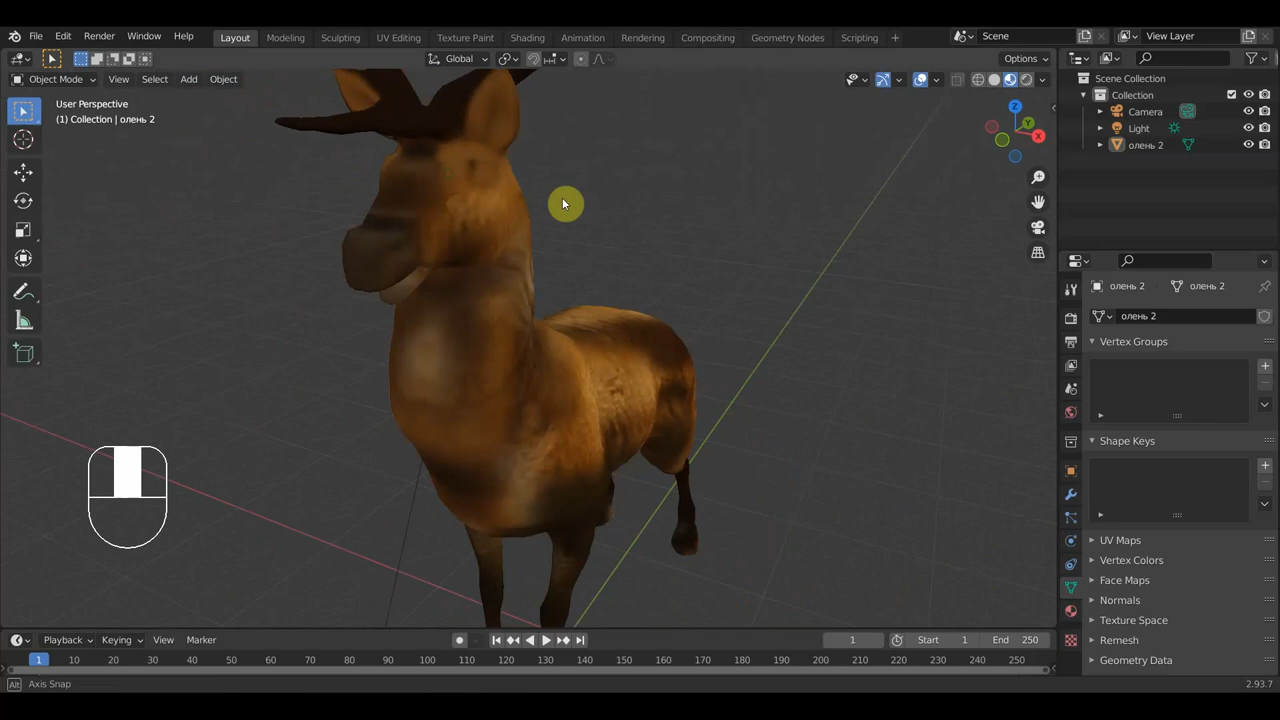 File Edit Render Window Help Layout Modeling Sculpting UV Editing Texture Paint Shading Animation Rendering Compositing Geometry Nodes Scripting + Scene View Layer
Global Options
Object Mode View Select Add Object
User Perspective
(1) Collection | олень 2
Z
Y
X
Scene Collection
Collection
Camera
Light
олень 2
олень 2 олень 2
олень 2
Vertex Groups
Shape Keys
UV Maps
Vertex Colors
Face Maps
Normals
Texture Space
Remesh
Geometry Data
Playback Keying View Marker 1 Start 1 End 250
1 10 20 30 40 50 60 70 80 90 100 110 120 130 140 150 160 170 180 190 200 210 220 230 240 250
Alt Axis Snap 2.93.7